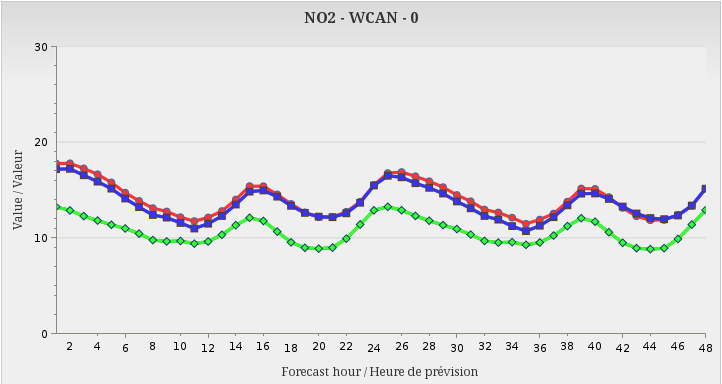 NO2 - WCAN - 0
30
20
10
0
Value / Valeur
2 4 6 8 10 12 14 16 18 20 22 24 26 28 30 32 34 36 38 40 42 44 46 48
Forecast hour / Heure de prévision